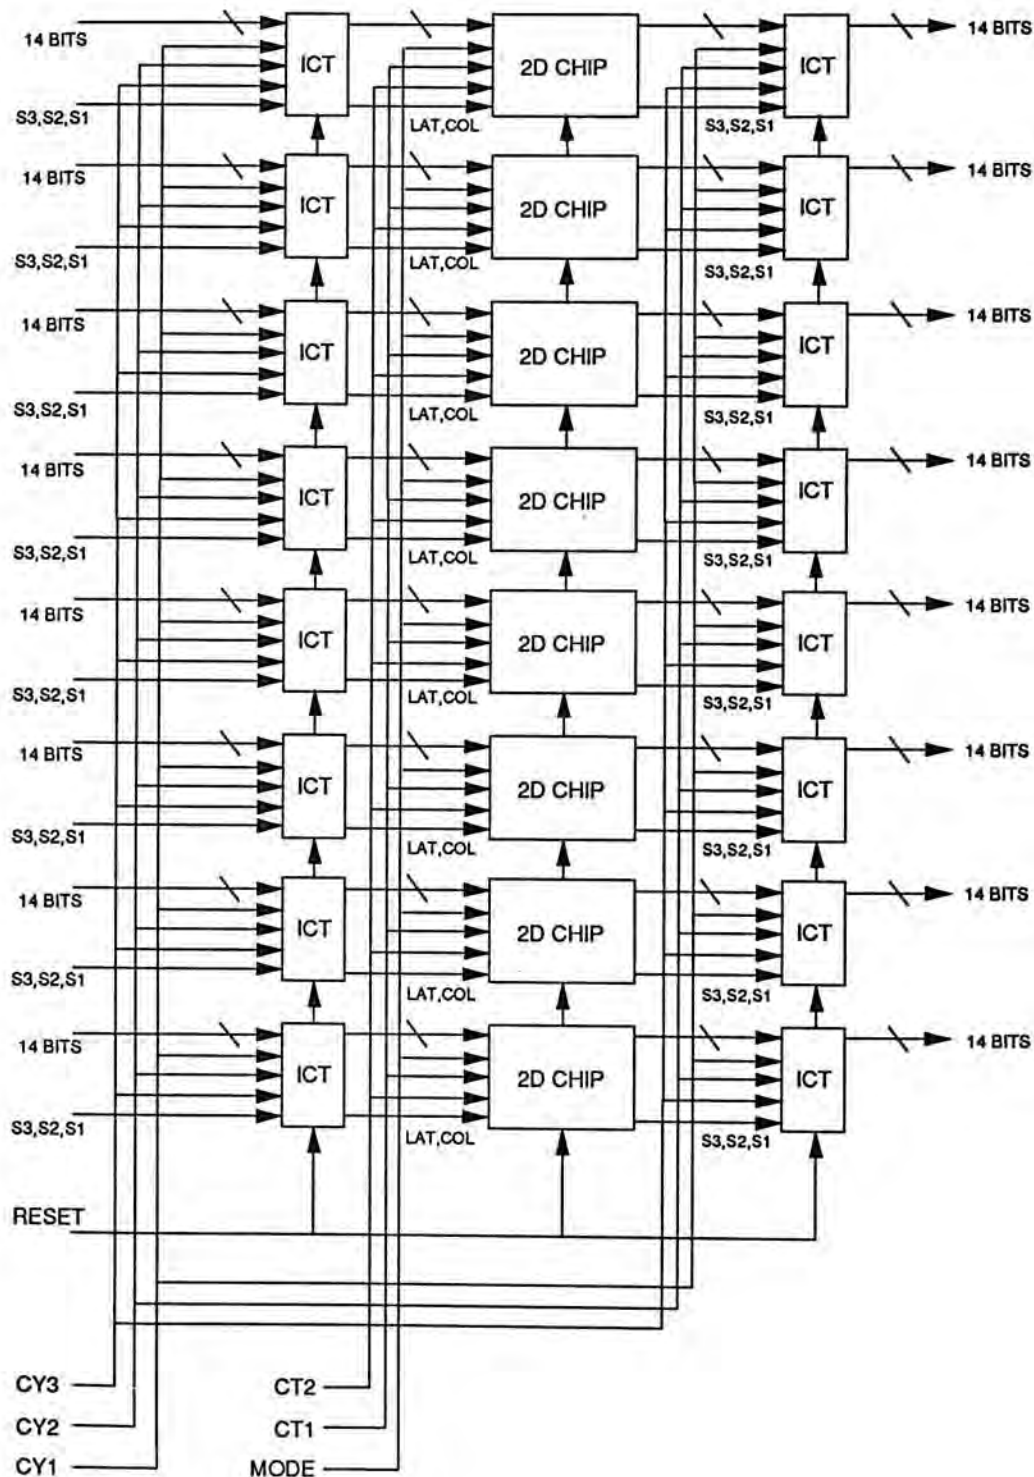 14 BITS ICT 2D CHIP ICT 14 BITS
S3,S2,S1 LAT,COL S3,S2,S1
14 BITS ICT 2D CHIP ICT 14 BITS
S3,S2,S1 LAT,COL S3,S2,S1
14 BITS ICT 2D CHIP ICT 14 BITS
S3,S2,S1 LAT,COL S3,S2,S1
14 BITS ICT 2D CHIP ICT 14 BITS
S3,S2,S1 LAT,COL S3,S2,S1
14 BITS ICT 2D CHIP ICT 14 BITS
S3,S2,S1 LAT,COL S3,S2,S1
14 BITS ICT 2D CHIP ICT 14 BITS
S3,S2,S1 LAT,COL S3,S2,S1
14 BITS ICT 2D CHIP ICT 14 BITS
S3,S2,S1 LAT,COL S3,S2,S1
14 BITS ICT 2D CHIP ICT 14 BITS
S3,S2,S1 LAT,COL S3,S2,S1
RESET
CY3 CT2
CY2 CT1
CY1 MODE